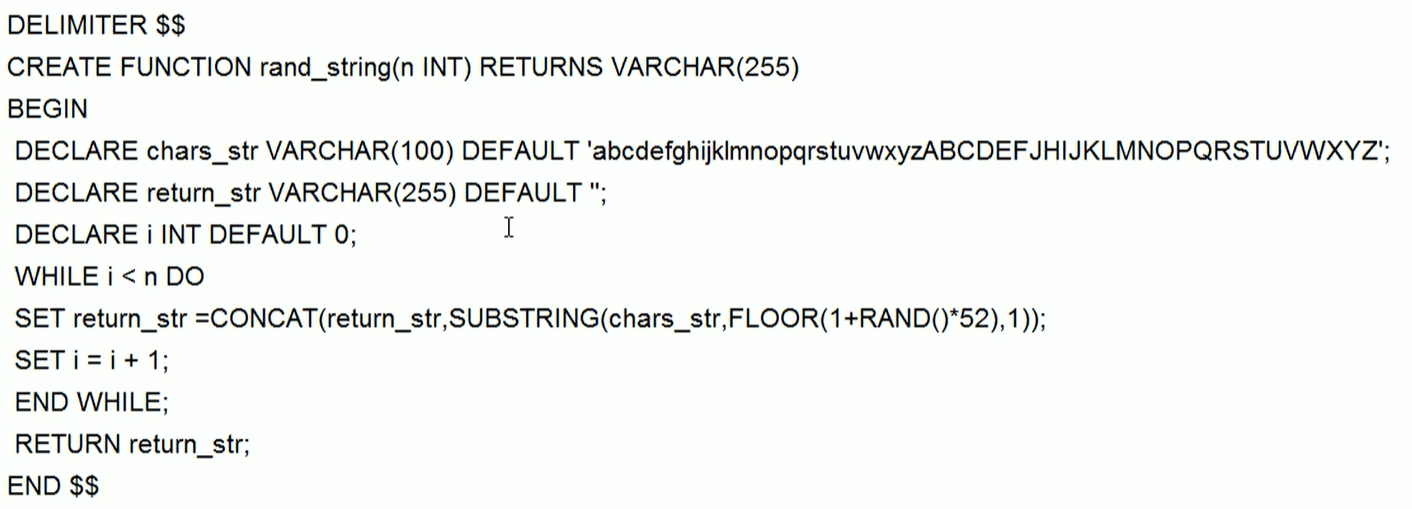 DELIMITER $$
CREATE FUNCTION rand_string(n INT) RETURNS VARCHAR(255)
BEGIN
DECLARE chars_str VARCHAR(100) DEFAULT 'abcdefghijklmnopqrstuvwxyzABCDEFJHIJKLMNOPQRSTUVWXYZ';
DECLARE return_str VARCHAR(255) DEFAULT '';
DECLARE i INT DEFAULT 0;
WHILE i < n DO
SET return_str =CONCAT(return_str,SUBSTRING(chars_str,FLOOR(1+RAND()*52),1));
SET i = i + 1;
END WHILE;
RETURN return_str;
END $$